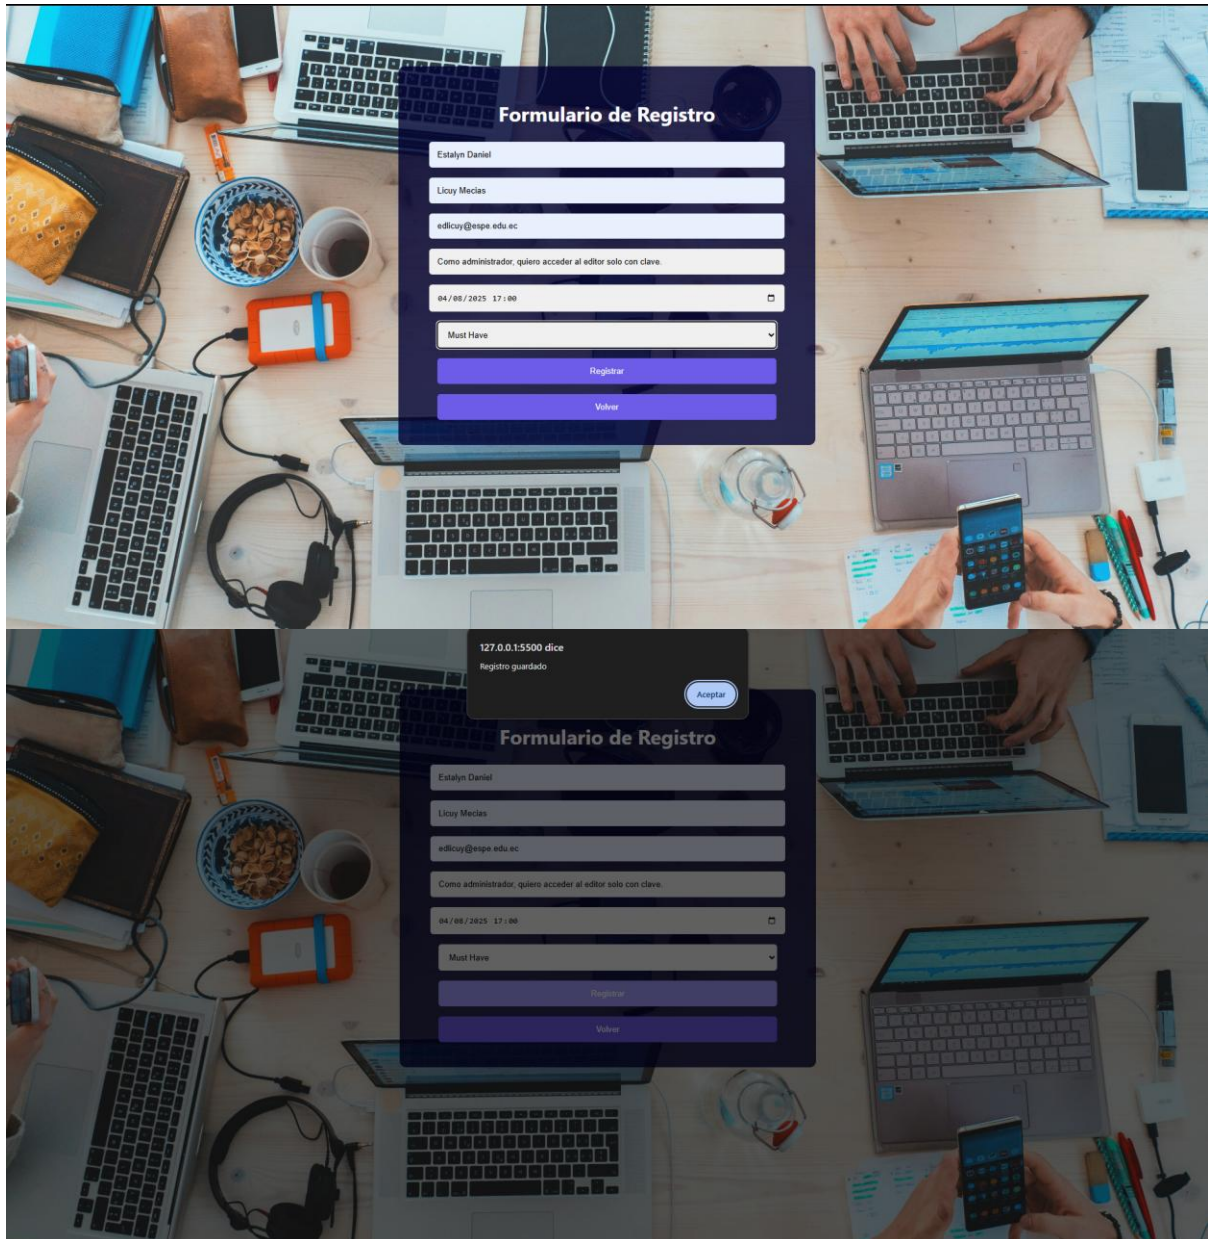 Formulario de Registro
Estalyn Daniel
Licuy Mecias
edlicuy@espe.edu.ec
Como administrador, quiero acceder al editor solo con clave.
04/08/2025 17:00
Must Have
Registrar
Volver
127.0.0.1:5500 dice
Registro guardado
Aceptar
Formulario de Registro
Estalyn Daniel
Licuy Mecias
edlicuy@espe.edu.ec
Como administrador, quiero acceder al editor solo con clave.
04/08/2025 17:00
Must Have
Registrar
Volver